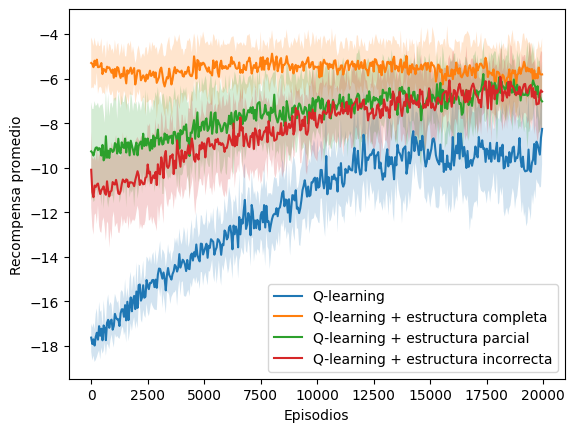 Recompensa promedio
−4
−6
−8
−10
−12
−14
−16
−18
0
2500
5000
7500
10000
12500
15000
17500
20000
Episodios
Q-learning
Q-learning + estructura completa
Q-learning + estructura parcial
Q-learning + estructura incorrecta